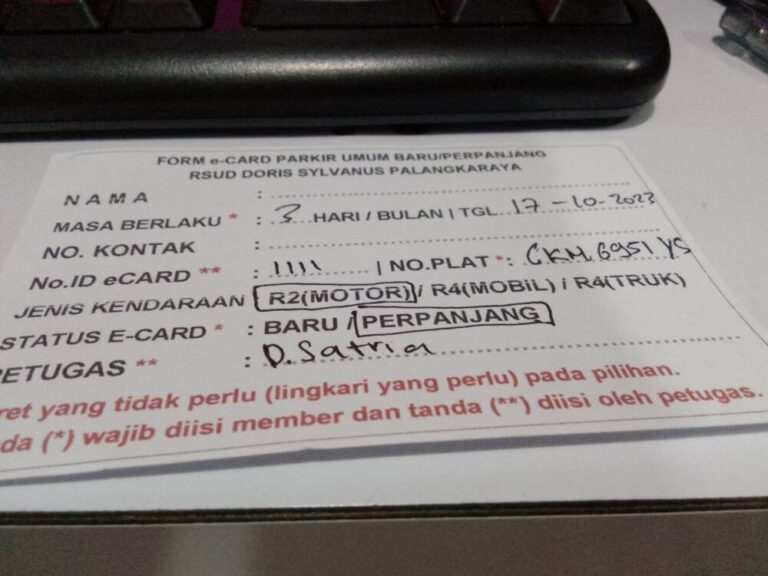 FORM e-CARD PARKIR UMUM BARU/PERPANJANG
RSUD DORIS SYLVANUS PALANGKARAYA
NAMA :
MASA BERLAKU * : 3 HARI / BULAN | TGL 17-10-2023
NO. KONTAK :
No.ID eCARD ** : 1111 | NO.PLAT *: CKM 6951 YS
JENIS KENDARAAN R2(MOTOR)/ R4(MOBIL) / R4(TRUK)
STATUS E-CARD * : BARU / PERPANJANG
ETUGAS ** : D. Satria
ret yang tidak perlu (lingkari yang perlu) pada pilihan.
da (*) wajib diisi member dan tanda (**) diisi oleh petugas.